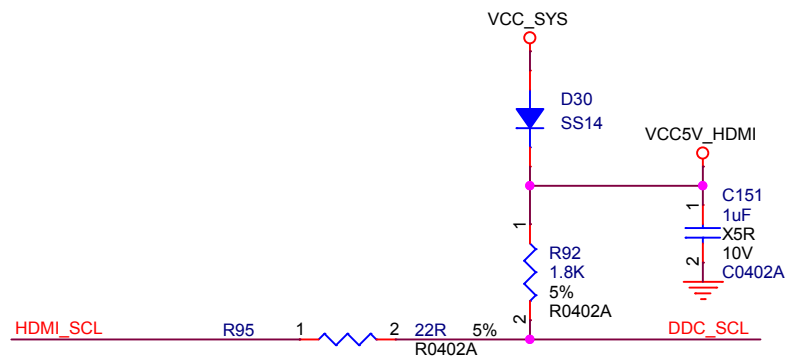 VCC_SYS
D30
SS14
VCC5V_HDMI
1
C151
1uF
X5R
10V
2
C0402A
1
R92
1.8K
5%
R0402A
2
HDMI_SCL
R95
1
2
22R
5%
R0402A
DDC_SCL